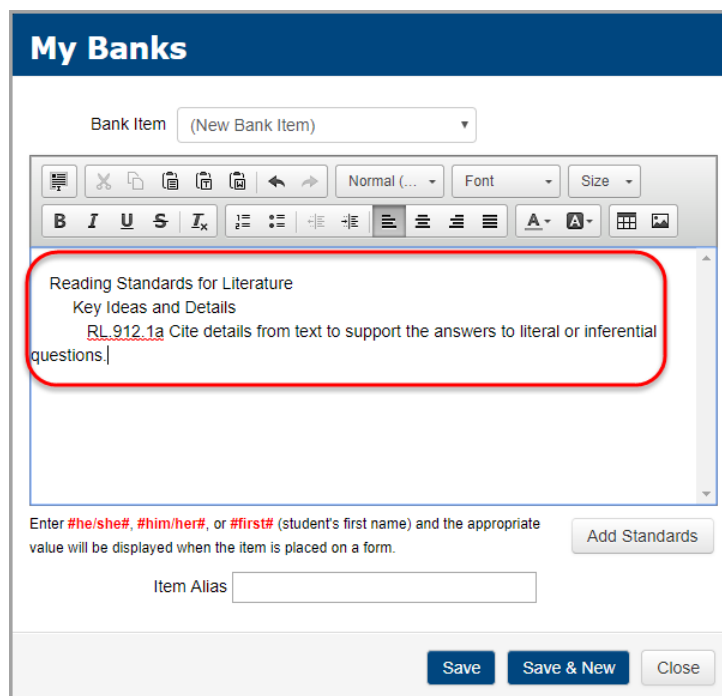 My Banks
Bank Item (New Bank Item)
Normal (... Font Size
B I U S Ix A A
Reading Standards for Literature
Key Ideas and Details
RL.912.1a Cite details from text to support the answers to literal or inferential
questions.
Enter #he/she#, #him/her#, or #first# (student's first name) and the appropriate
value will be displayed when the item is placed on a form.
Add Standards
Item Alias
Save Save & New Close